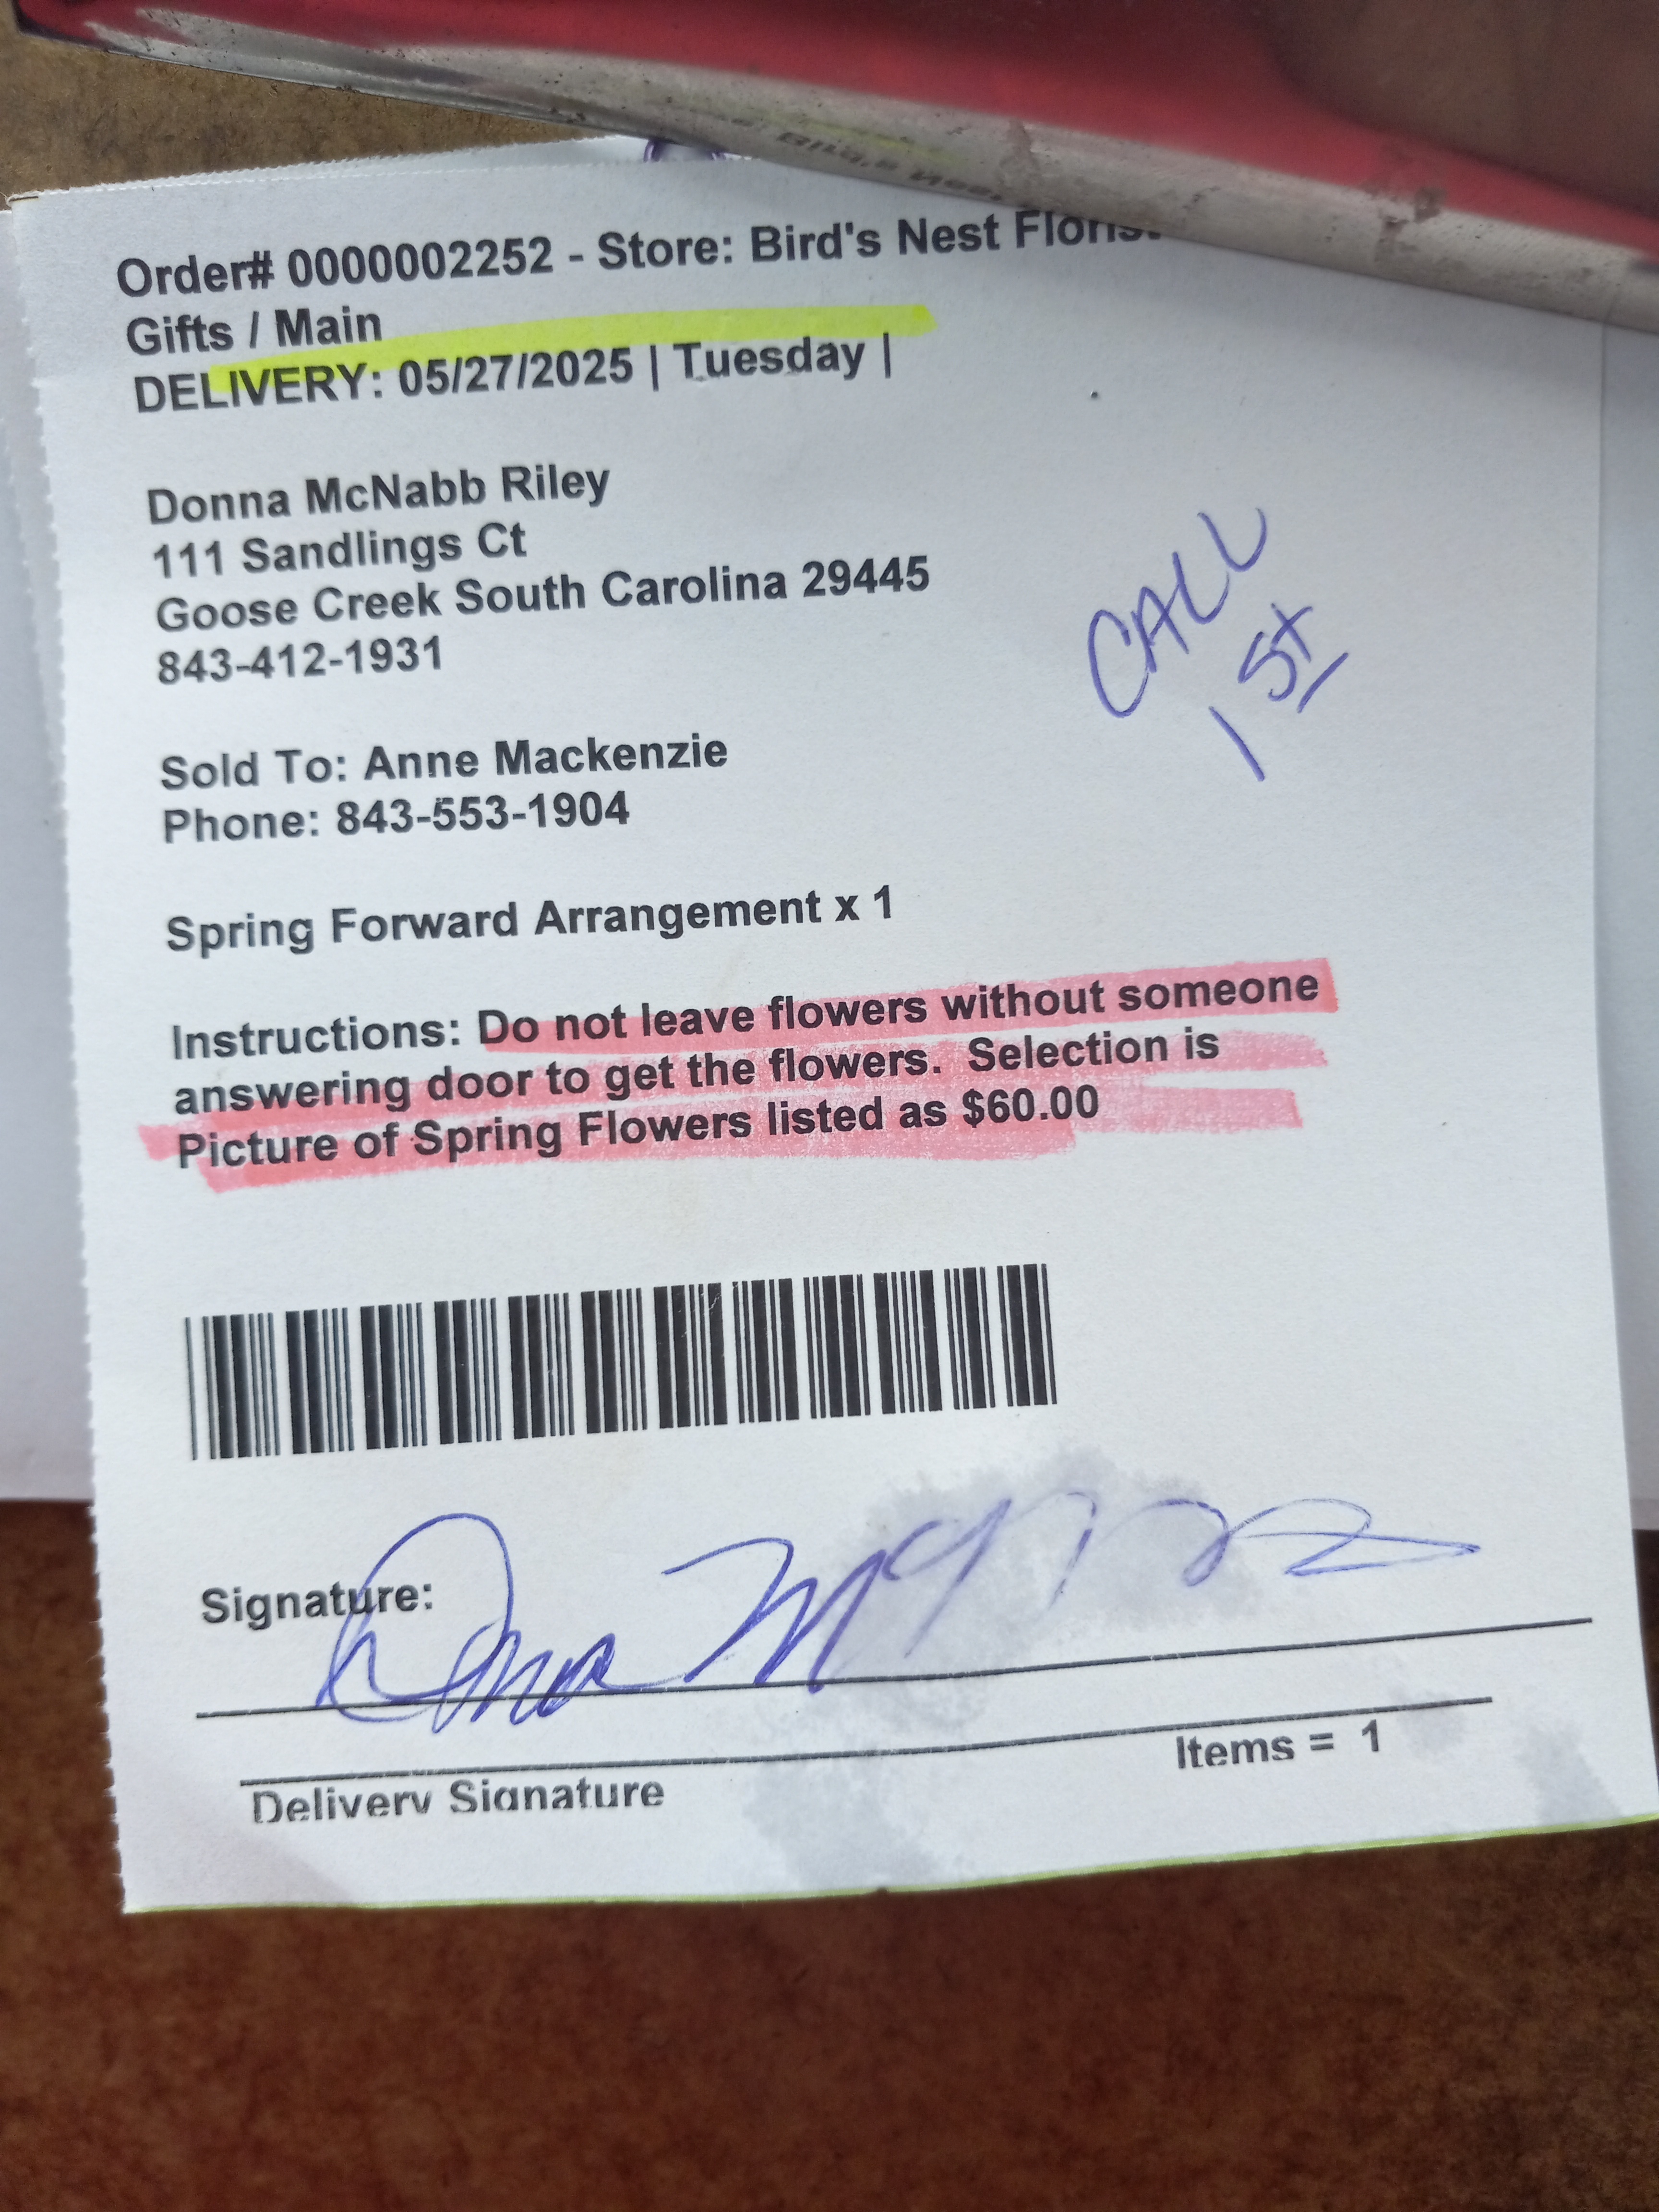 Order# 0000002252 - Store: Bird's Nest Florist
Gifts / Main
DELIVERY: 05/27/2025 | Tuesday |
Donna McNabb Riley
111 Sandlings Ct
Goose Creek South Carolina 29445
843-412-1931
CALL
1st
Sold To: Anne Mackenzie
Phone: 843-553-1904
Spring Forward Arrangement x 1
Instructions: Do not leave flowers without someone
answering door to get the flowers. Selection is
Picture of Spring Flowers listed as $60.00
Signature:
Items = 1
Delivery Signature